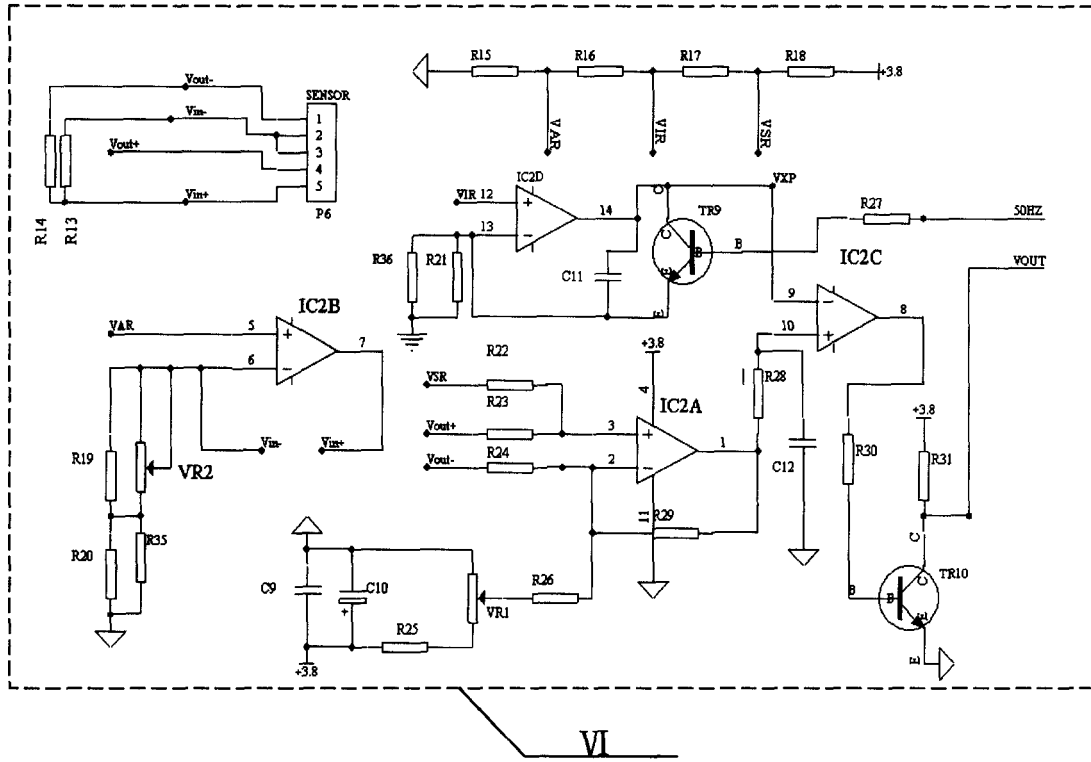 R15
R16
R17
R18
+3.8
Vout-
SENSOR
Vin-
1
2
3
4
5
Vout+
Vin+
P6
R14
R13
VAR
VIR
VSR
IC2D
VIR 12
14
13
C
VXP
TR9
R27
50HZ
B
B
VOUT
R36
R21
C11
E
E
IC2C
9
8
10
IC2B
VAR
5
7
6
R22
+3.8
VSR
R23
4
IC2A
R28
Vout+
3
1
Vout-
R24
2
C12
+3.8
R19
VR2
Vin-
Vin+
R30
R31
11
R29
R20
R35
C9
C10
+
VR1
R26
R25
+3.8
C
C
TR10
B
B
E
E
VI